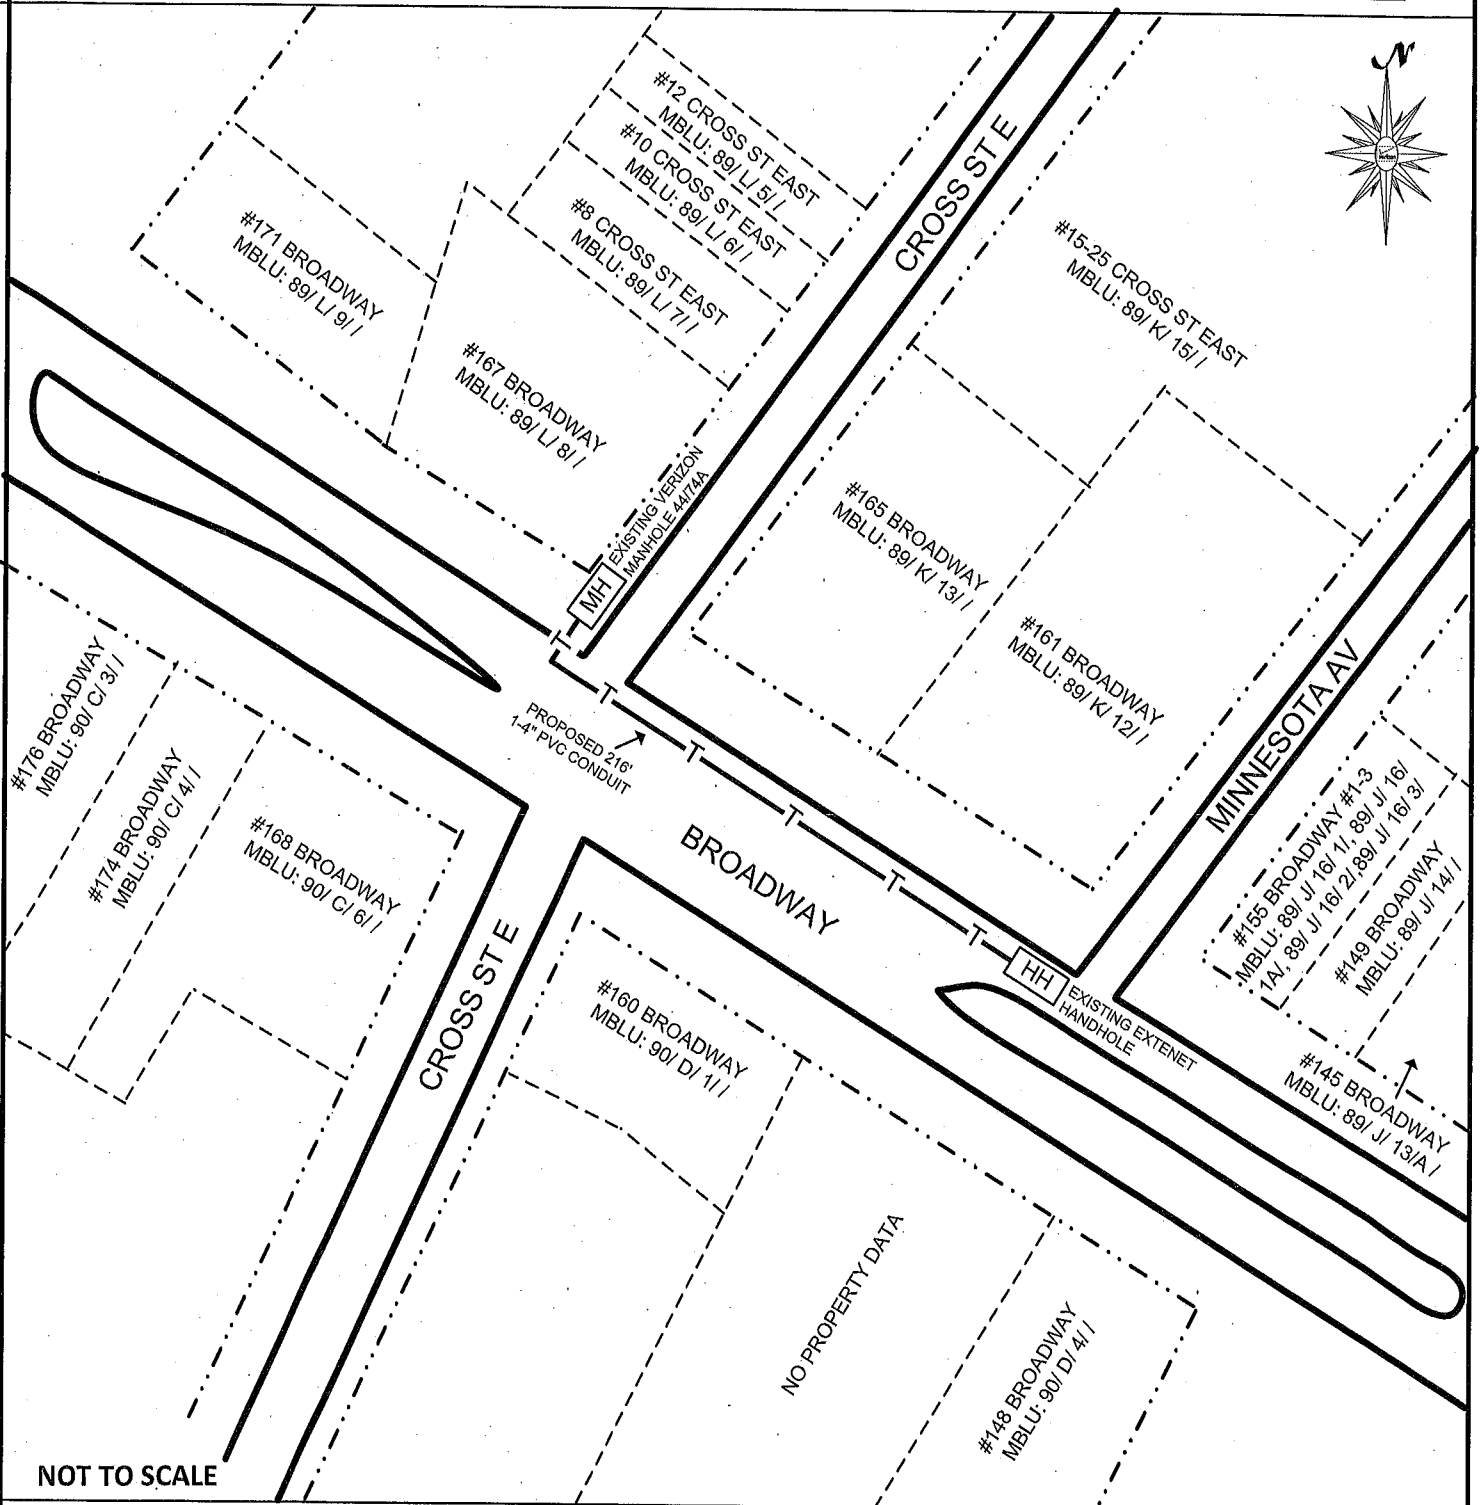 N
#12 CROSS ST EAST
MBLU: 89/ L/ 5/ /
#10 CROSS ST EAST
MBLU: 89/ L/ 6/ /
#8 CROSS ST EAST
MBLU: 89/ L/ 7/ /
CROSS ST E
#15-25 CROSS ST EAST
MBLU: 89/ K/ 15/ /
#171 BROADWAY
MBLU: 89/ L/ 9/ /
#167 BROADWAY
MBLU: 89/ L/ 8/ /
EXISTING VERIZON
MANHOLE 44/74A
MH
#165 BROADWAY
MBLU: 89/ K/ 13/ /
#161 BROADWAY
MBLU: 89/ K/ 12/ /
MINNESOTA AV
T
T
T
T
T
T
PROPOSED 216'
1-4" PVC CONDUIT
#176 BROADWAY
MBLU: 90/ C/ 3/ /
#174 BROADWAY
MBLU: 90/ C/ 4/ /
#168 BROADWAY
MBLU: 90/ C/ 6/ /
BROADWAY
#155 BROADWAY #1-3
MBLU: 89/ J/ 16/ 1/, 89/ J/ 16/
1A/, 89/ J/ 16/ 2/,89/ J/ 16/ 3/
#149 BROADWAY
MBLU: 89/ J/ 14/ /
HH
EXISTING EXTENET
HANDHOLE
CROSS ST E
#160 BROADWAY
MBLU: 90/ D/ 1/ /
#145 BROADWAY
MBLU: 89/ J/ 13/A /
NO PROPERTY DATA
#148 BROADWAY
MBLU: 90/ D/ 4/ /
NOT TO SCALE